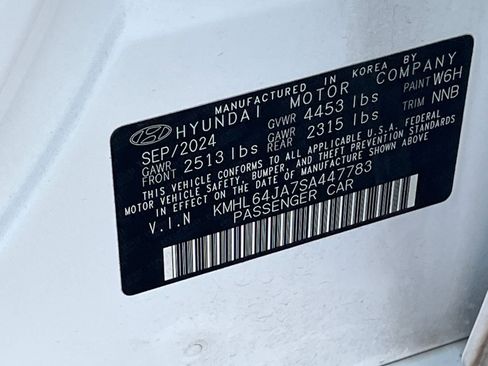 MANUFACTURED IN KOREA BY
HYUNDAI MOTOR COMPANY
SEP/2024 GVWR 4453 lbs PAINT W6H
GAWR FRONT 2513 lbs GAWR REAR 2315 lbs TRIM NNB
THIS VEHICLE CONFORMS TO ALL APPLICABLE U.S.A. FEDERAL
MOTOR VEHICLE SAFETY, BUMPER, AND THEFT PREVENTION STANDARDS
IN EFFECT ON THE DATE OF MANUFACTURE SHOWN ABOVE.
V.I.N KMHL64JA7SA447783
PASSENGER CAR